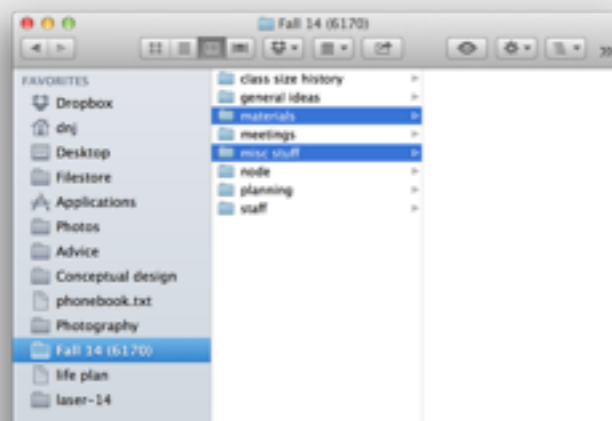 Fall 14 (6170)
FAVORITES
Dropbox
dnj
Desktop
Filestore
Applications
Photos
Advice
Conceptual design
phonebook.txt
Photography
Fall 14 (6170)
life plan
laser-14
class size history
general ideas
materials
meetings
misc stuff
node
planning
staff